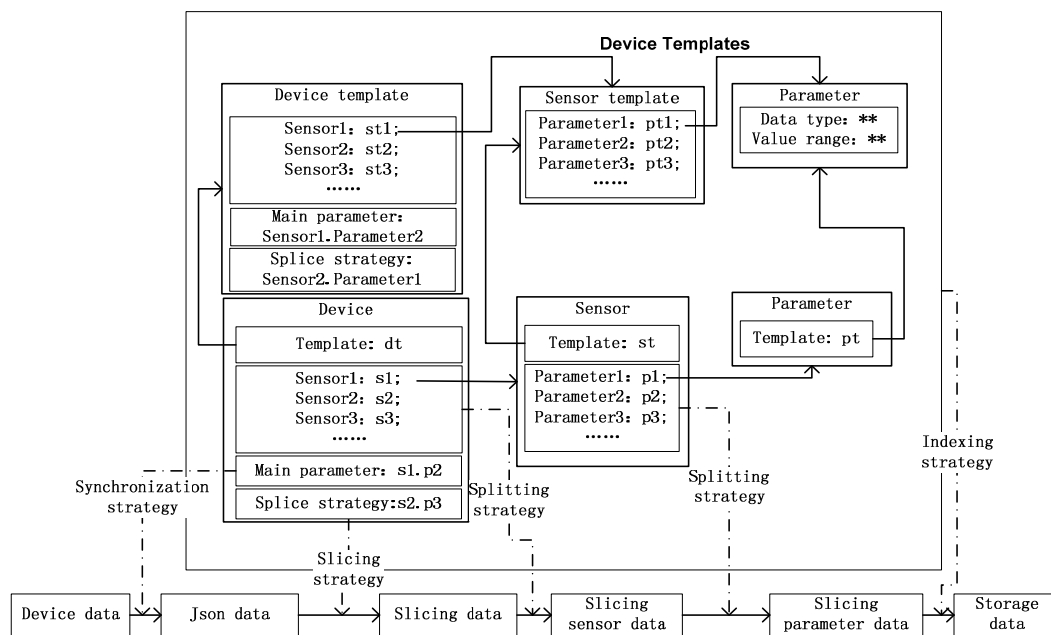 Device Templates
Device template
Sensor1: st1;
Sensor2: st2;
Sensor3: st3;
……
Main parameter:
Sensor1.Parameter2
Splice strategy:
Sensor2.Parameter1
Sensor template
Parameter1: pt1;
Parameter2: pt2;
Parameter3: pt3;
……
Parameter
Data type: **
Value range: **
Device
Template: dt
Sensor1: s1;
Sensor2: s2;
Sensor3: s3;
……
Main parameter: s1.p2
Splice strategy:s2.p3
Sensor
Template: st
Parameter1: p1;
Parameter2: p2;
Parameter3: p3;
……
Parameter
Template: pt
Synchronization
strategy
Slicing
strategy
Splitting
strategy
Splitting
strategy
Indexing
strategy
Device data
Json data
Slicing data
Slicing
sensor data
Slicing
parameter data
Storage
data